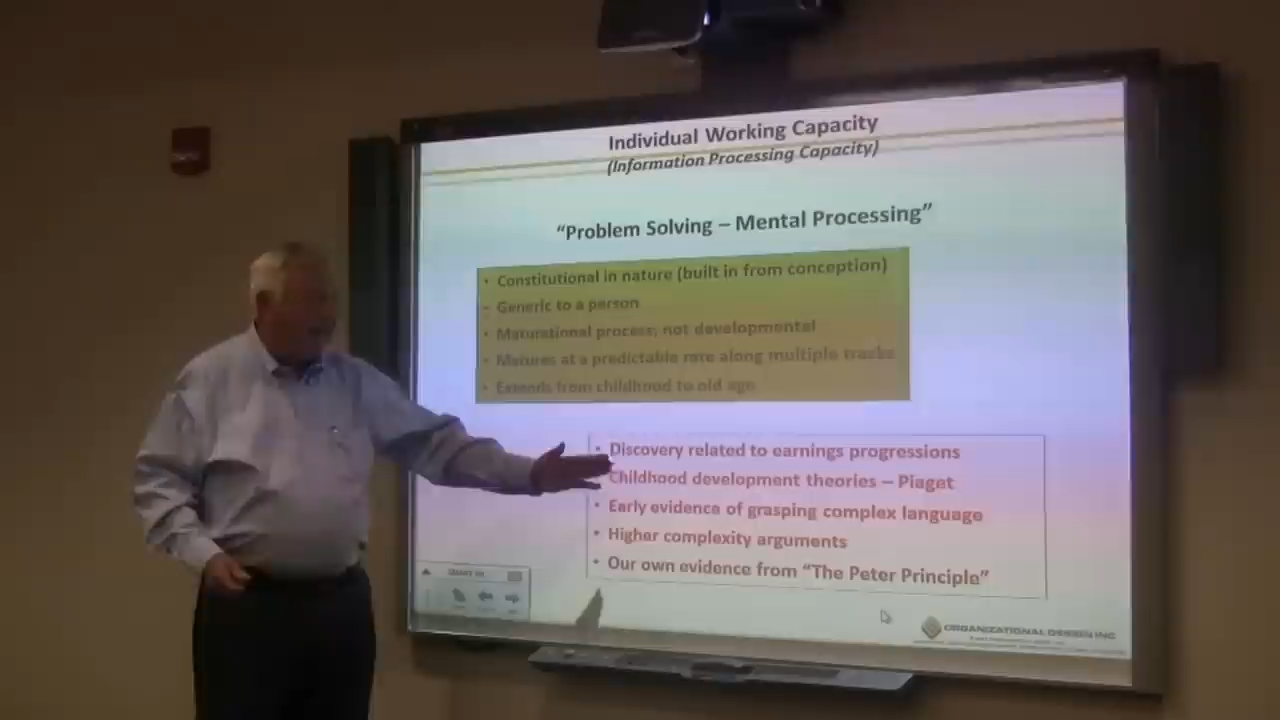 Individual Working Capacity
(Information Processing Capacity)
“Problem Solving – Mental Processing”
• Constitutional in nature (built in from conception)
• Generic to a person
• Maturational process; not developmental
• Matures at a predictable rate along multiple tracks
• Extends from childhood to old age
• Discovery related to earnings progressions
Childhood development theories – Piaget
• Early evidence of grasping complex language
• Higher complexity arguments
• Our own evidence from “The Peter Principle”
ORGANIZATIONAL DESIGN INC